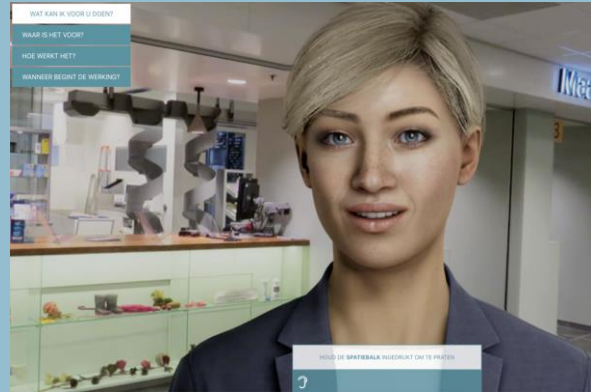 WAT KAN IK VOOR U DOEN?
WAAR IS HET VOOR?
HOE WERKT HET?
WANNEER BEGINT DE WERKING?
HOUD DE SPATIEBALK INGEDRUKT OM TE PRATEN